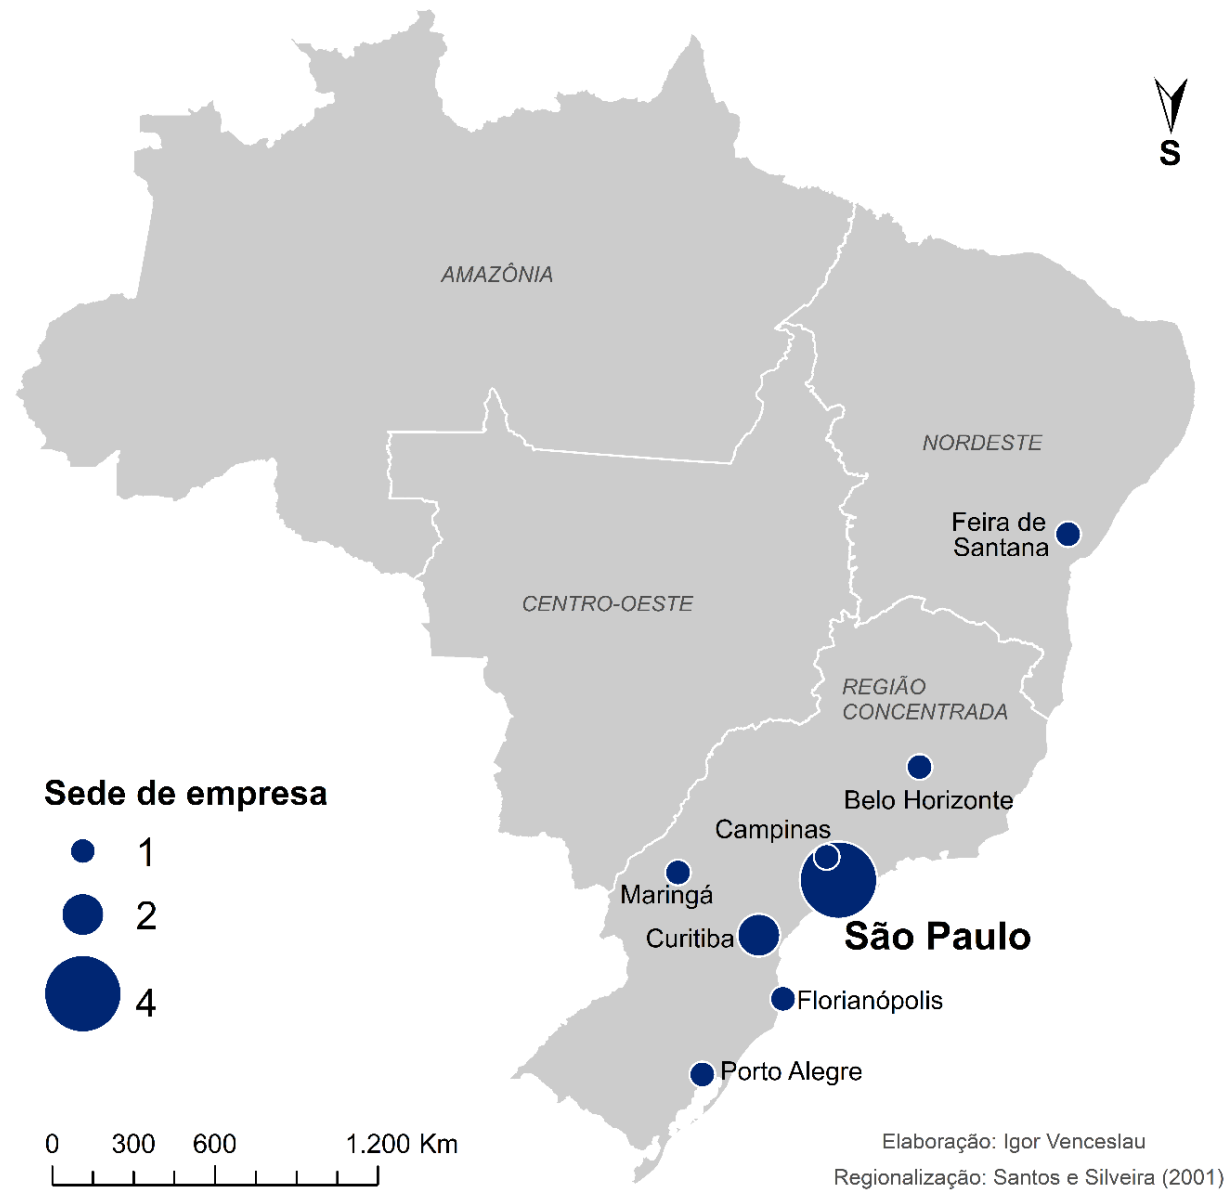 S
AMAZÔNIA
NORDESTE
Feira de
Santana
CENTRO-OESTE
REGIÃO
CONCENTRADA
Belo Horizonte
Campinas
Maringá
São Paulo
Curitiba
Florianópolis
Porto Alegre
Sede de empresa
1
2
4
0 300 600 1.200 Km
Elaboração: Igor Venceslau
Regionalização: Santos e Silveira (2001)